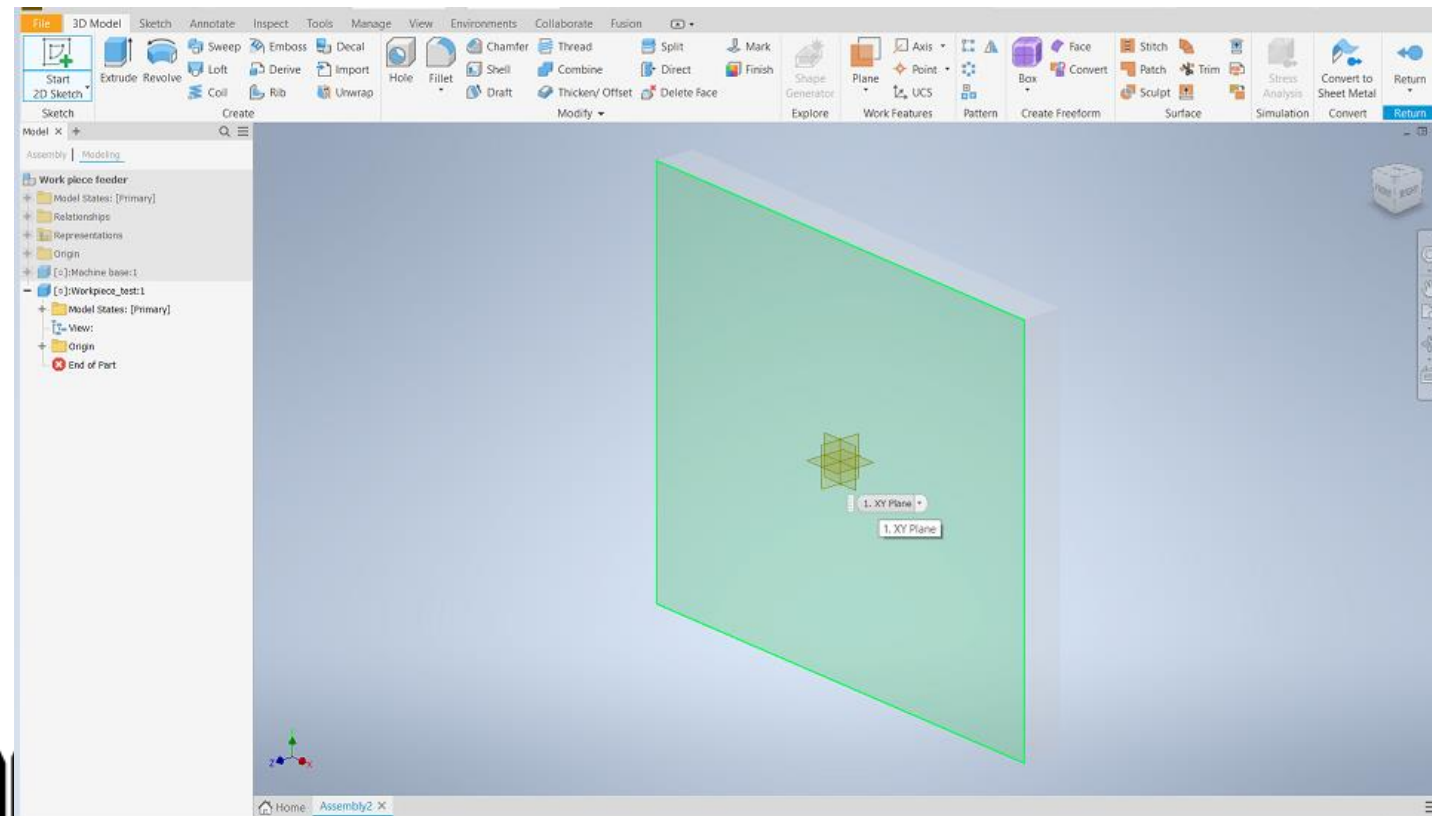 File 3D Model Sketch Annotate Inspect Tools Manage View Environments Collaborate Fusion
Sweep Emboss Decal Chamfer Thread Split Mark Axis Face Stitch
Start Extrude Revolve Loft Derive Import Hole Fillet Shell Combine Direct Finish Shape Plane Point Box Convert Patch Trim Stress Convert to Return
2D Sketch Coil Rib Unwrap Draft Thicken/ Offset Delete Face Generator UCS Sculpt Analysis Sheet Metal
Sketch Create Modify Explore Work Features Pattern Create Freeform Surface Simulation Convert Return
Model × +
Assembly | Modeling
Work piece feeder
Model States: [Primary]
Relationships
Representations
Origin
[○]:Machine base:1
[○]:Workpiece_test:1
Model States: [Primary]
View:
Origin
End of Part
FRONT RIGHT
1. XY Plane
1. XY Plane
Z X
Home Assembly2 ×